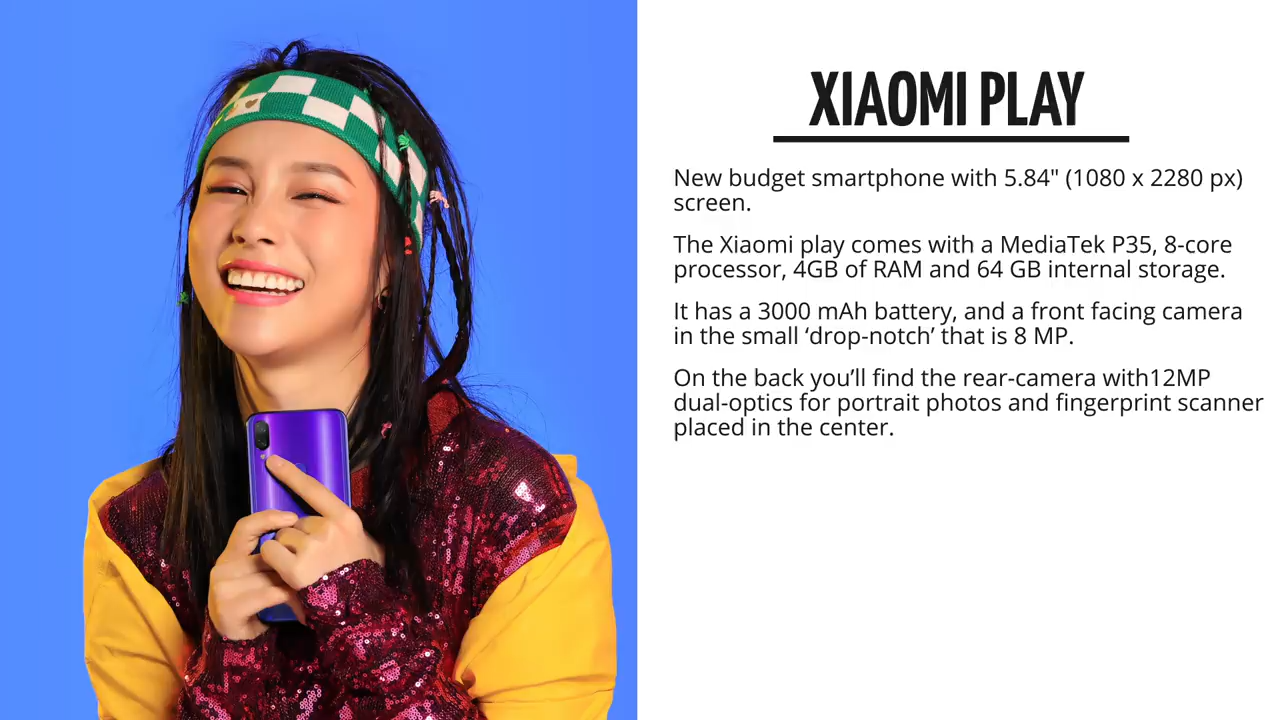 XIAOMI PLAY
New budget smartphone with 5.84" (1080 x 2280 px)
screen.
The Xiaomi play comes with a MediaTek P35, 8-core
processor, 4GB of RAM and 64 GB internal storage.
It has a 3000 mAh battery, and a front facing camera
in the small ‘drop-notch’ that is 8 MP.
On the back you’ll find the rear-camera with12MP
dual-optics for portrait photos and fingerprint scanner
placed in the center.